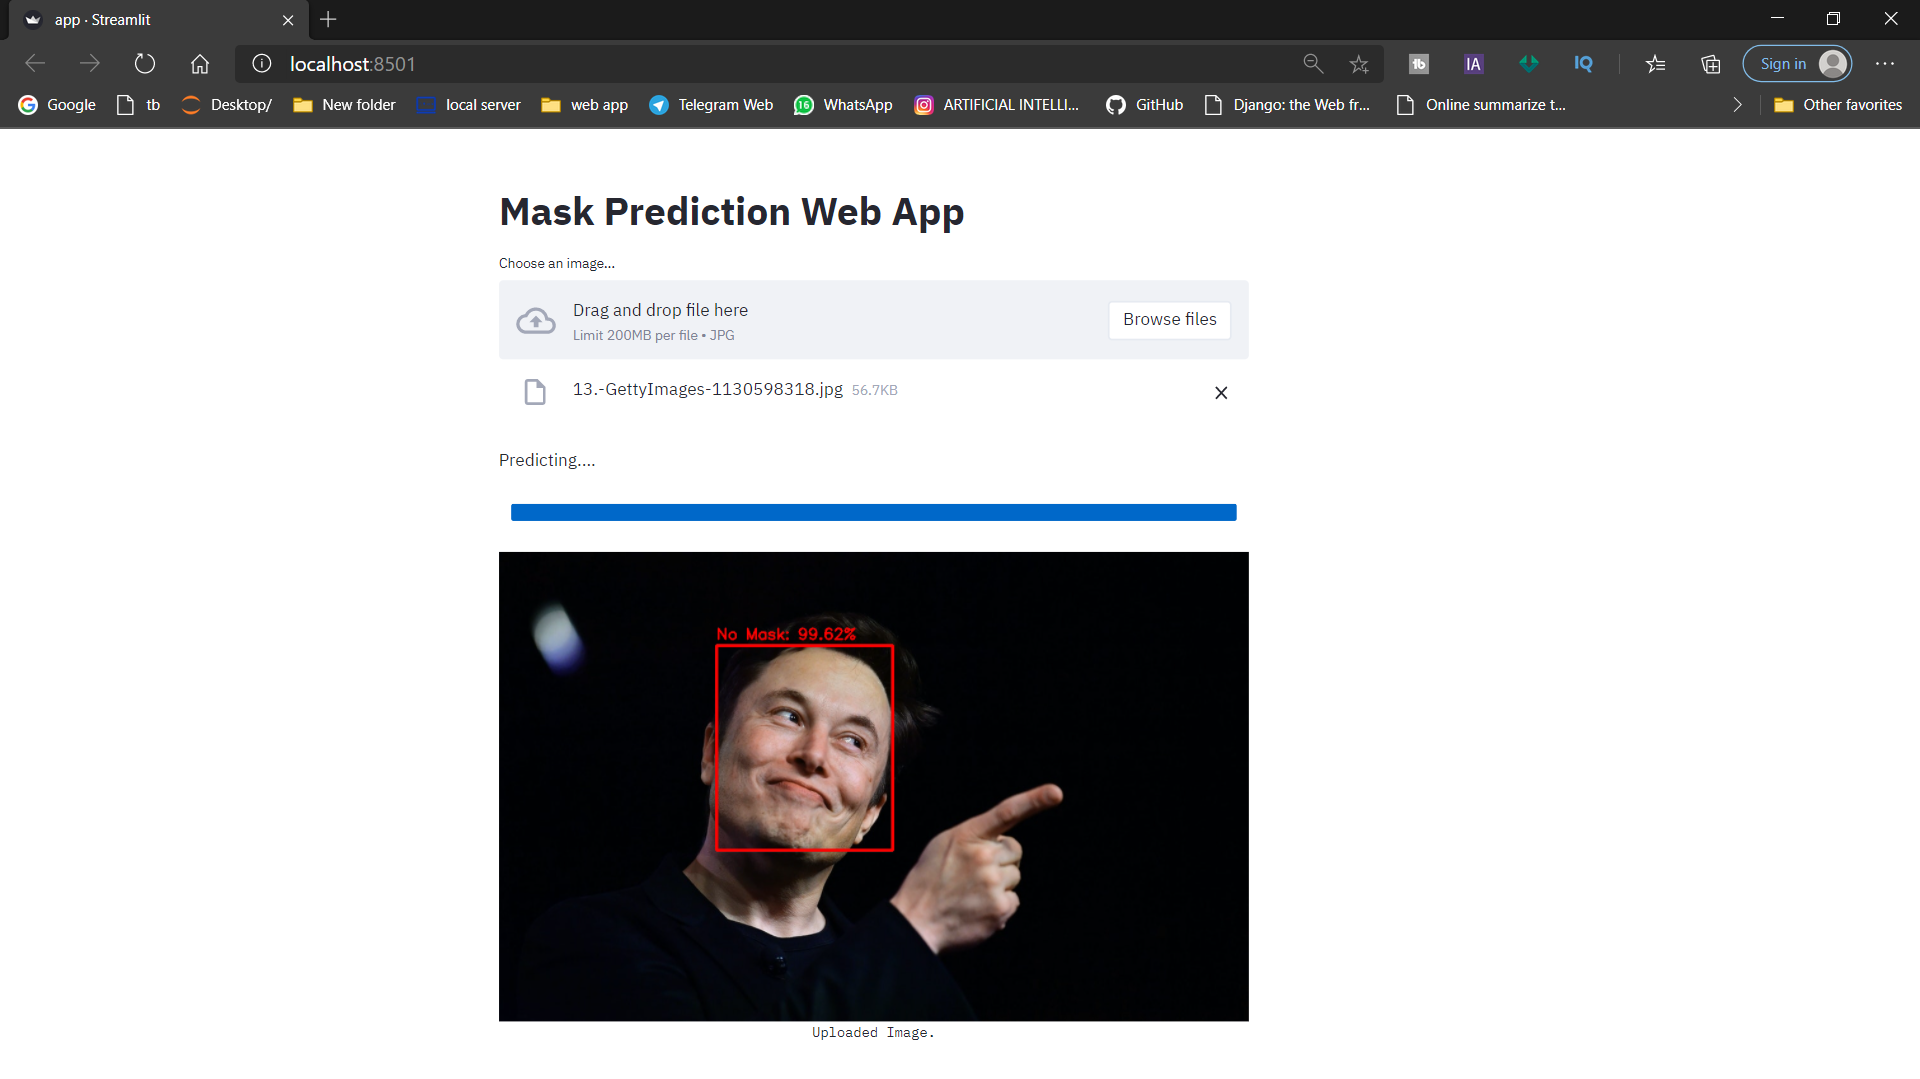 app · Streamlit
localhost:8501
tb
IA
IQ
Sign in
Google
tb
Desktop/
New folder
local server
web app
Telegram Web
16
WhatsApp
ARTIFICIAL INTELLI...
GitHub
Django: the Web fr...
Online summarize t...
Other favorites
Mask Prediction Web App
Choose an image...
Drag and drop file here
Limit 200MB per file • JPG
Browse files
13.-GettyImages-1130598318.jpg 56.7KB
Predicting....
No Mask: 99.62%
Uploaded Image.